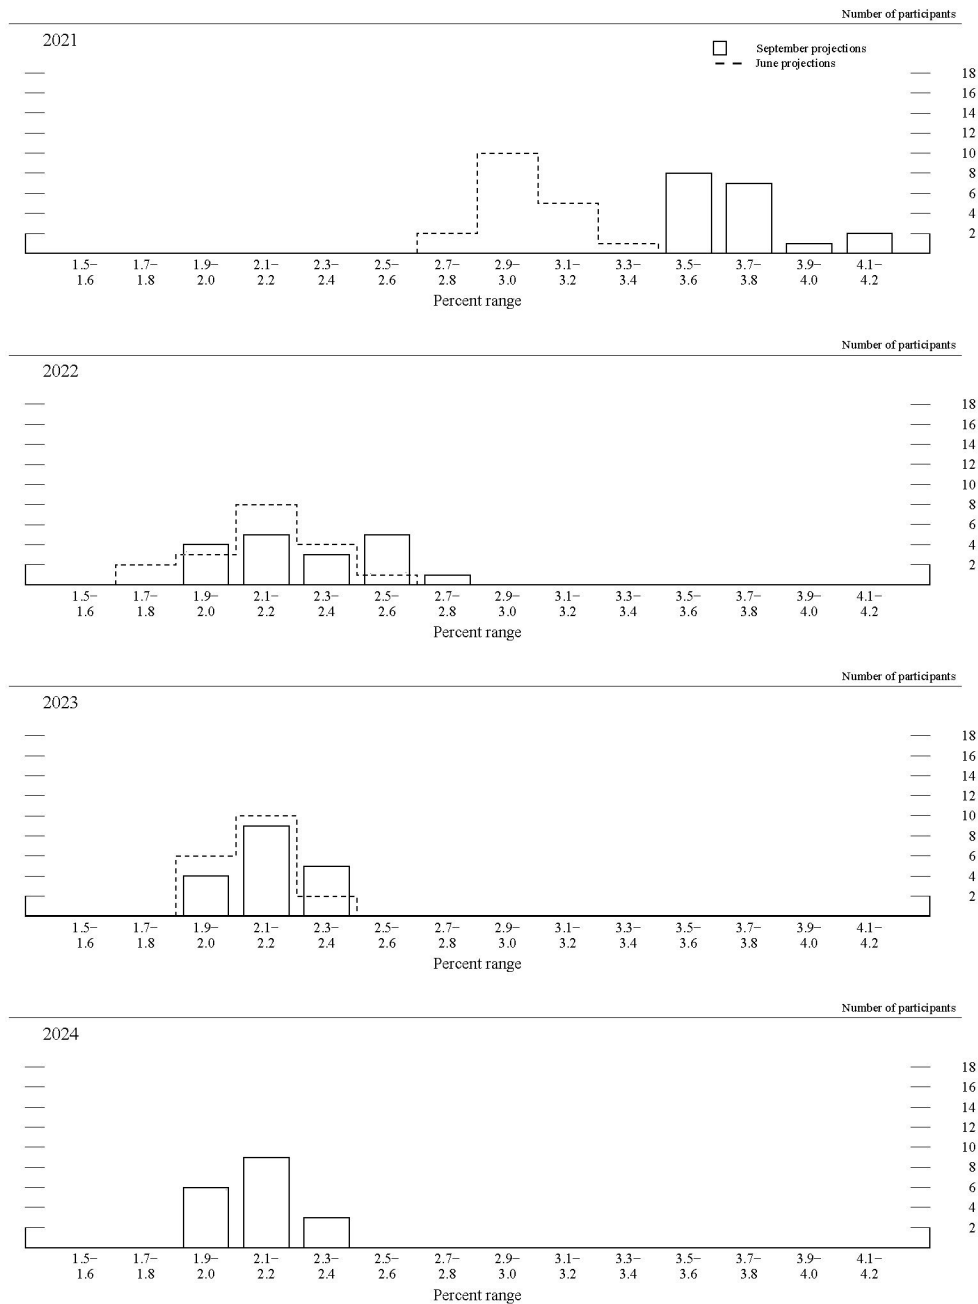 Number of participants
2021
September projections
June projections
18
16
14
12
10
8
6
4
2
1.5– 1.7– 1.9– 2.1– 2.3– 2.5– 2.7– 2.9– 3.1– 3.3– 3.5– 3.7– 3.9– 4.1–
1.6 1.8 2.0 2.2 2.4 2.6 2.8 3.0 3.2 3.4 3.6 3.8 4.0 4.2
Percent range
Number of participants
2022
18
16
14
12
10
8
6
4
2
1.5– 1.7– 1.9– 2.1– 2.3– 2.5– 2.7– 2.9– 3.1– 3.3– 3.5– 3.7– 3.9– 4.1–
1.6 1.8 2.0 2.2 2.4 2.6 2.8 3.0 3.2 3.4 3.6 3.8 4.0 4.2
Percent range
Number of participants
2023
18
16
14
12
10
8
6
4
2
1.5– 1.7– 1.9– 2.1– 2.3– 2.5– 2.7– 2.9– 3.1– 3.3– 3.5– 3.7– 3.9– 4.1–
1.6 1.8 2.0 2.2 2.4 2.6 2.8 3.0 3.2 3.4 3.6 3.8 4.0 4.2
Percent range
Number of participants
2024
18
16
14
12
10
8
6
4
2
1.5– 1.7– 1.9– 2.1– 2.3– 2.5– 2.7– 2.9– 3.1– 3.3– 3.5– 3.7– 3.9– 4.1–
1.6 1.8 2.0 2.2 2.4 2.6 2.8 3.0 3.2 3.4 3.6 3.8 4.0 4.2
Percent range